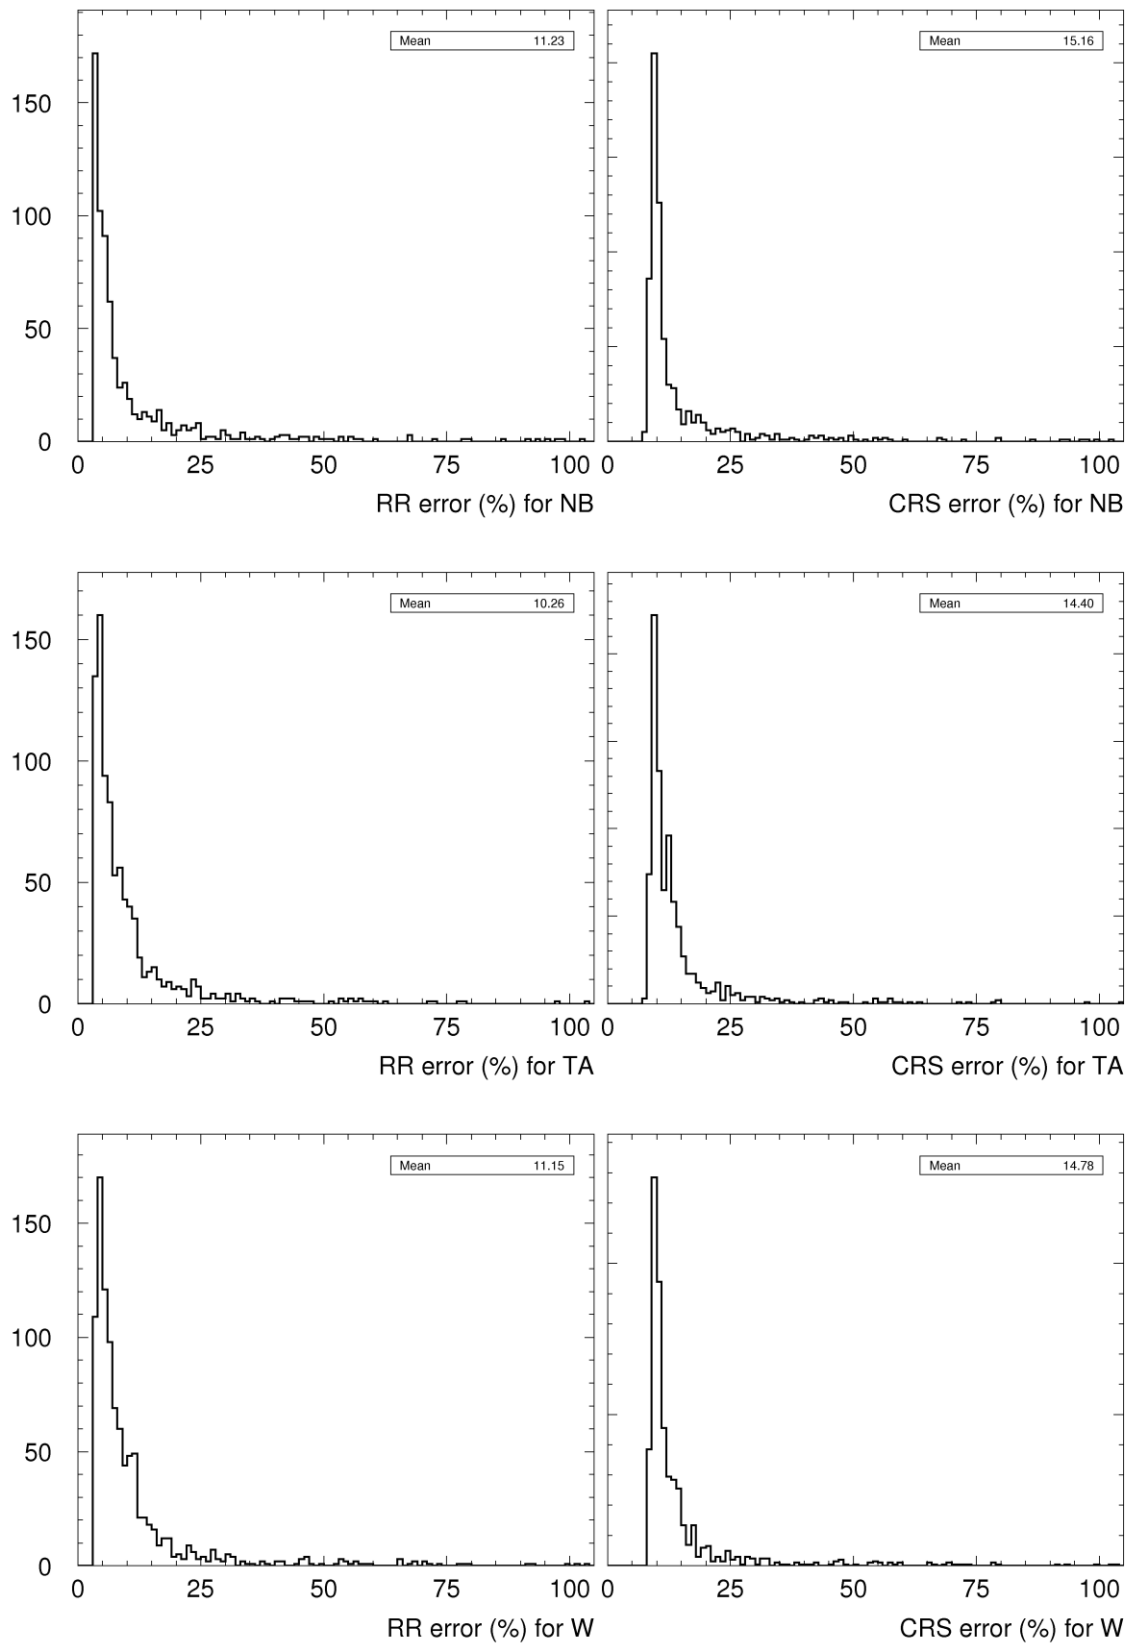 Mean 11.23
Mean 15.16
150
100
50
0
0 25 50 75 100 0 25 50 75 100
RR error (%) for NB
CRS error (%) for NB
Mean 10.26
Mean 14.40
150
100
50
0
0 25 50 75 100 0 25 50 75 100
RR error (%) for TA
CRS error (%) for TA
Mean 11.15
Mean 14.78
150
100
50
0
0 25 50 75 100 0 25 50 75 100
RR error (%) for W
CRS error (%) for W